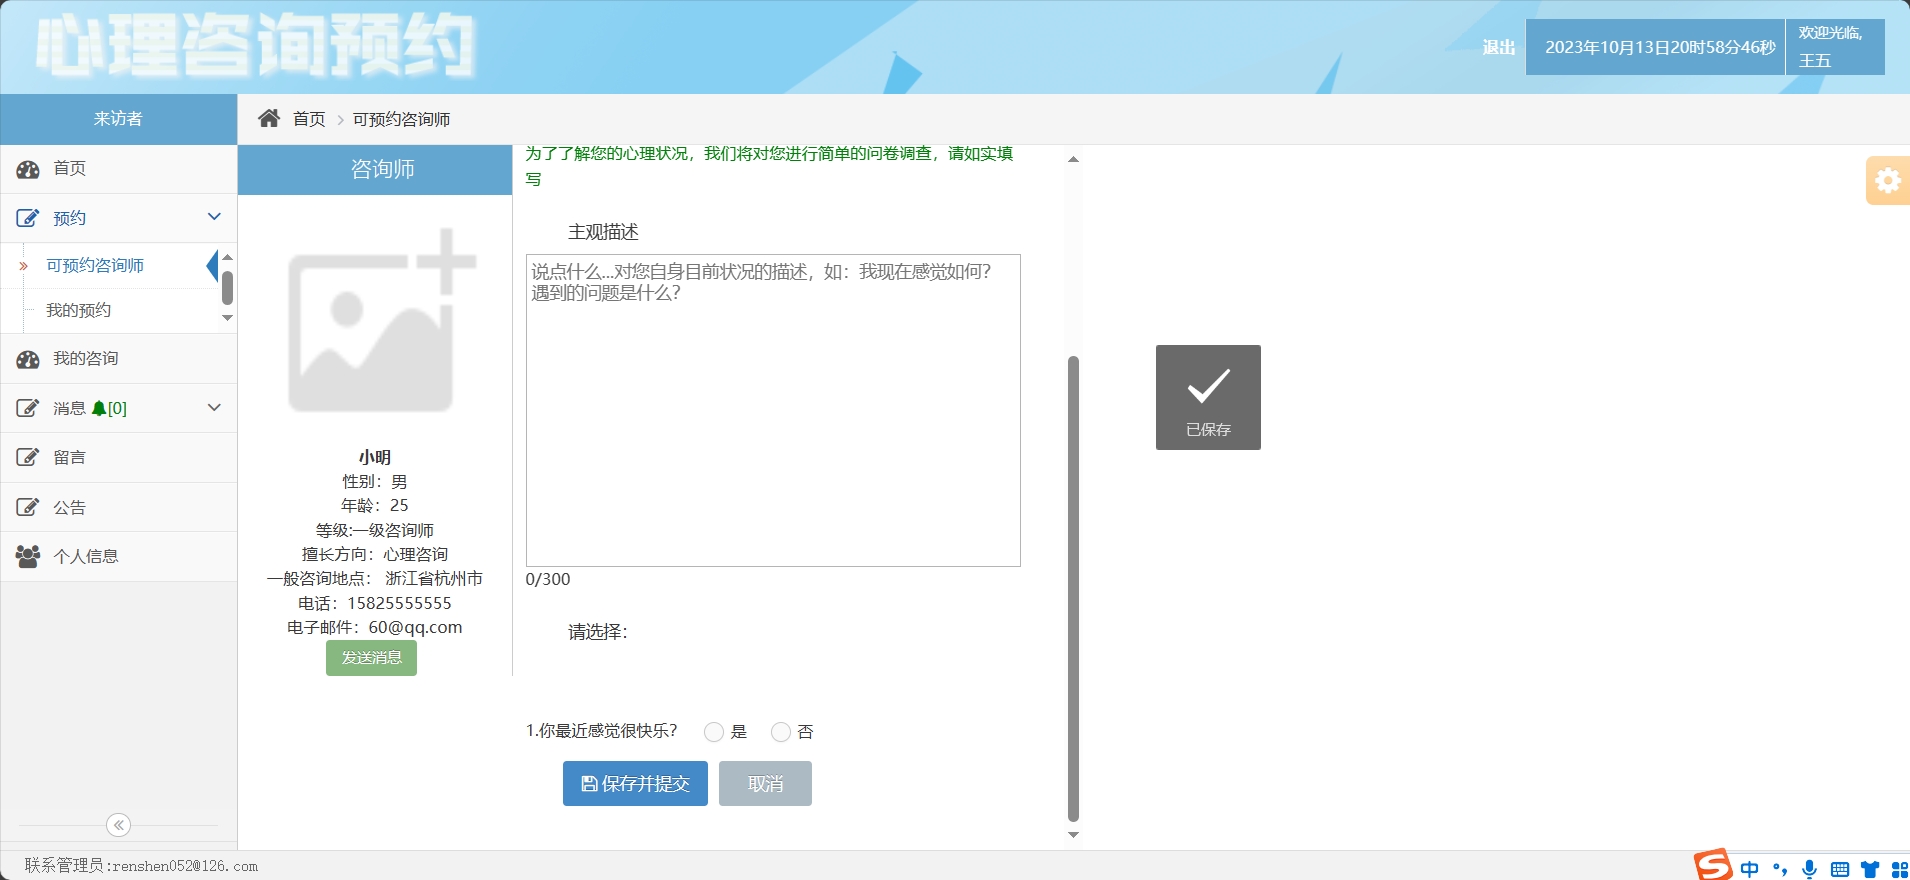 心理咨询预约
退出
2023年10月13日20时58分46秒
欢迎光临,
王五
来访者
首页
可预约咨询师
首页
预约
可预约咨询师
我的预约
我的咨询
消息 [0]
留言
公告
个人信息
咨询师
小明
性别：男
年龄：25
等级:一级咨询师
擅长方向：心理咨询
一般咨询地点： 浙江省杭州市
电话：15825555555
电子邮件：60@qq.com
发送消息
为了了解您的心理状况，我们将对您进行简单的问卷调查，请如实填
写
主观描述
说点什么...对您自身目前状况的描述，如：我现在感觉如何？
遇到的问题是什么？
0/300
请选择：
1.你最近感觉很快乐？ 是 否
保存并提交
取消
已保存
联系管理员:renshen052@126.com
S 中